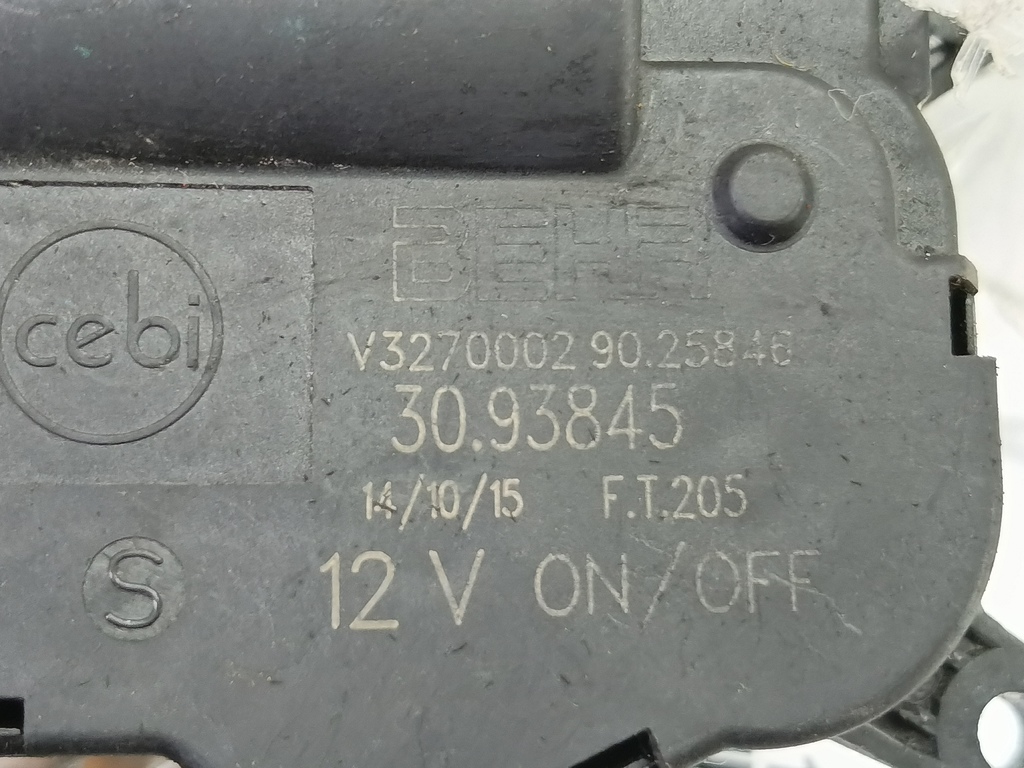 BEHR
cebi
V3270002 90.25846
30.93845
14/10/15 F.T.205
S
12 V ON/OFF